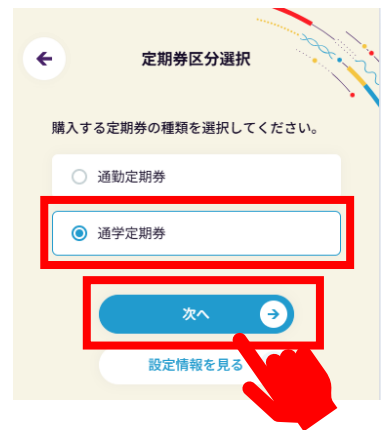 定期券区分選択
購入する定期券の種類を選択してください。
通勤定期券
通学定期券
次へ
設定情報を見る